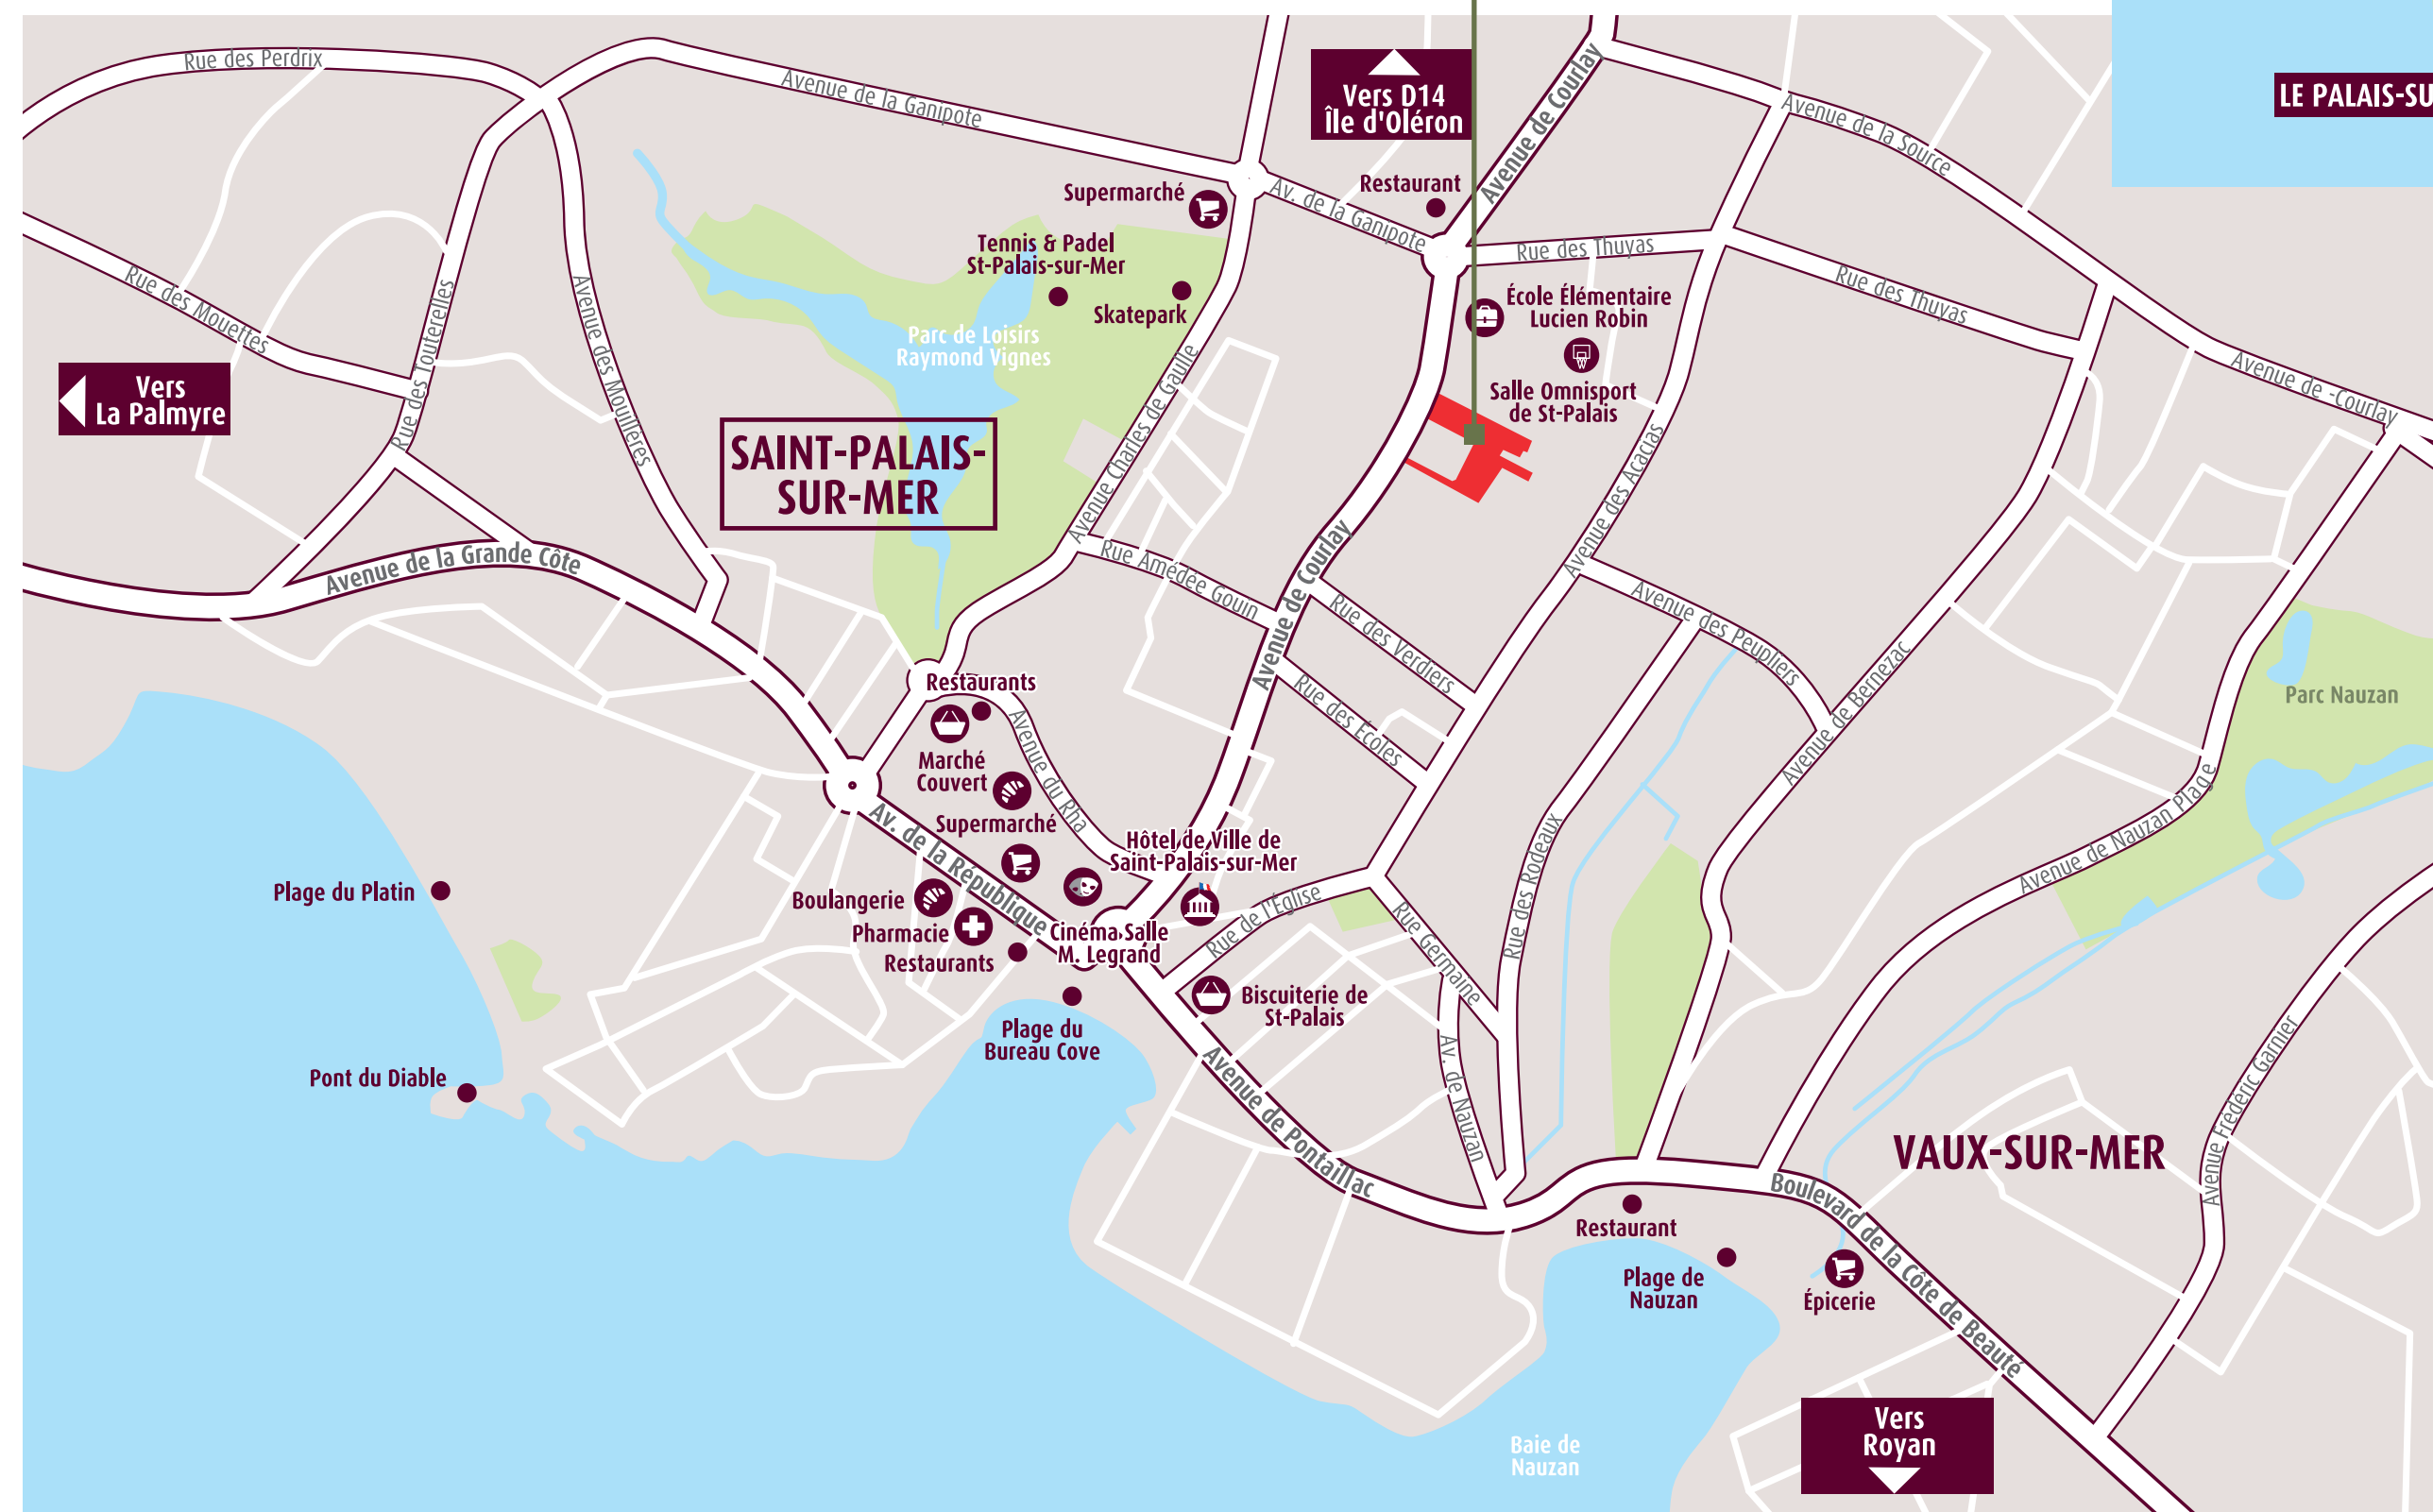 Rue des Perdrix
Avenue de la Ganipote
Vers D14
Île d'Oléron
Avenue de Courlay
Avenue de la Source
LE PALAIS-SU
Supermarché
Av. de la Ganipote
Restaurant
Rue des Thuyas
Rue des Thuyas
Tennis & Padel
St-Palais-sur-Mer
Skatepark
Parc de Loisirs
Raymond Vignes
École Élémentaire
Lucien Robin
Salle Omnisport
de St-Palais
Rue des Mouettes
Rue des Touterelles
Avenue des Mouilleres
Vers
La Palmyre
SAINT-PALAIS-
SUR-MER
Avenue Charles de Gaulle
Avenue des Acacias
Avenue de -Courlay
Avenue de la Grande Côte
Rue Amédée Gouin
Avenue de Courlay
Rue des Verdiers
Avenue des Peupliers
Rue des Écoles
Avenue de Bernezac
Parc Nauzan
Restaurants
Marché
Couvert
Avenue du Rha
Supermarché
Av. de la République
Hôtel de Ville de
Saint-Palais-sur-Mer
Rue des Rodeaux
Avenue de Nauzan Plage
Plage du Platin
Boulangerie
Pharmacie
Restaurants
Cinéma Salle
M. Legrand
Rue de l'Église
Rue Germaine
Biscuiterie de
St-Palais
Plage du
Bureau Cove
Pont du Diable
Avenue de Pontaillac
Av. de Nauzan
Avenue Fréderic Garnier
VAUX-SUR-MER
Boulevard de la Côte de Beauté
Restaurant
Plage de
Nauzan
Épicerie
Baie de
Nauzan
Vers
Royan